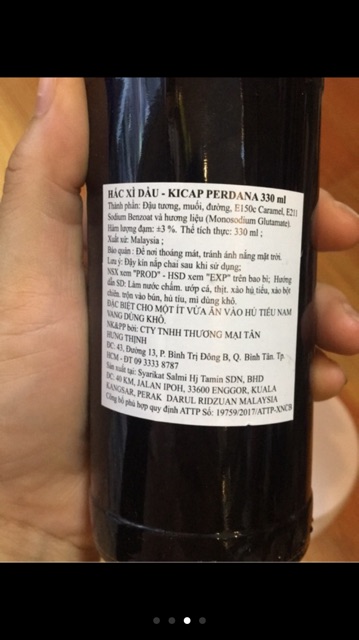 HẮC XÌ DẦU - KICAP PERDANA 330 ml
Thành phần: Đậu tương, muối, đường, E150c Caramel, E211
Sodium Benzoat và hương liệu (Monosodium Glutamate).
Hàm lượng đạm: ±3 %. Thể tích thực: 330 ml ;
Xuất xứ: Malaysia ;
Bảo quản : Để nơi thoáng mát, tránh ánh nắng mặt trời.
Lưu ý: Đậy kín nắp chai sau khi sử dụng;
NSX xem "PROD" - HSD xem "EXP" trên bao bì; Hướng
dẫn SD: Làm nước chấm. ướp cá, thịt. xào hủ tiếu, xào bột
chiên, trộn vào bún, hủ tíu, mì dùng khô.
ĐẶC BIỆT CHO MỘT ÍT VỪA ĂN VÀO HỦ TIẾU NAM
VANG DÙNG KHÔ.
NK&PP bởi: CTY TNHH THƯƠNG MẠI TÂN
HƯNG THỊNH
ĐC: 43, Đường 13, P. Bình Trị Đông B, Q. Bình Tân. Tp.
HCM - ĐT 09 3333 8787
Sản xuất tại: Syarikat Salmi Hj Tamin SDN, BHD
ĐC: 40 KM, JALAN IPOH, 33600 ENGGOR, KUALA
KANGSAR, PERAK DARUL RIDZUAN MALAYSIA
Công bố phù hợp quy định ATTP Số: 19759/2017/ATTP-XNCB